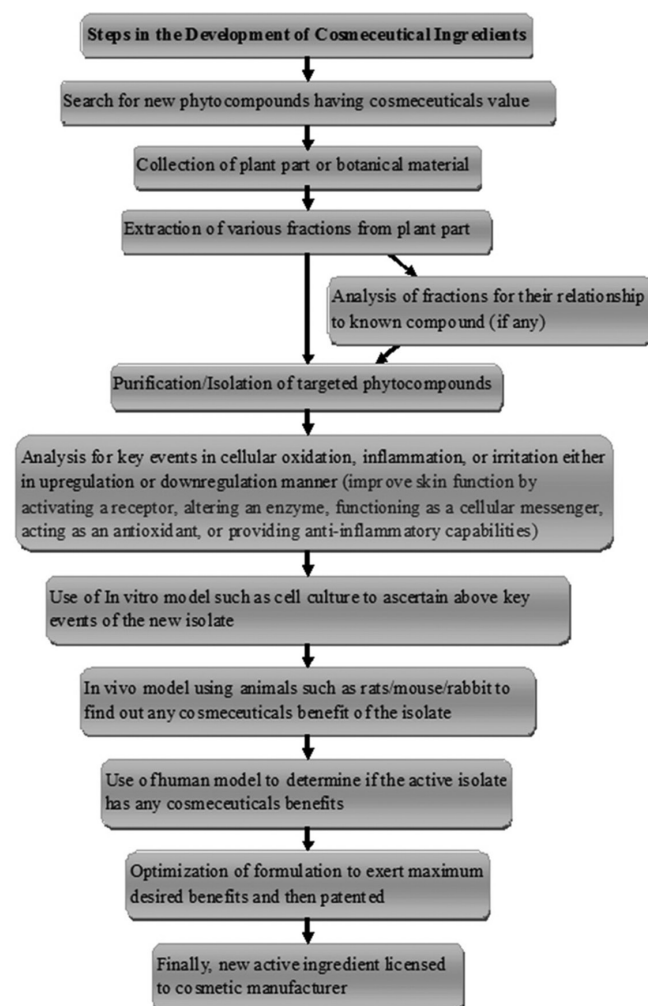 Steps in the Development of Cosmeceutical Ingredients
Search for new phytocompounds having cosmeceuticals value
Collection of plant part or botanical material
Extraction of various fractions from plant part
Analysis of fractions for their relationship
to known compound (if any)
Purification/Isolation of targeted phytocompounds
Analysis for key events in cellular oxidation, inflammation, or irritation either
in upregulation or downregulation manner (improve skin function by
activating a receptor, altering an enzyme, functioning as a cellular messenger,
acting as an antioxidant, or providing anti-inflammatory capabilities)
Use of In vitro model such as cell culture to ascertain above key
events of the new isolate
In vivo model using animals such as rats/mouse/rabbit to
find out any cosmeceuticals benefit of the isolate
Use of human model to determine if the active isolate
has any cosmeceuticals benefits
Optimization of formulation to exert maximum
desired benefits and then patented
Finally, new active ingredient licensed
to cosmetic manufacturer